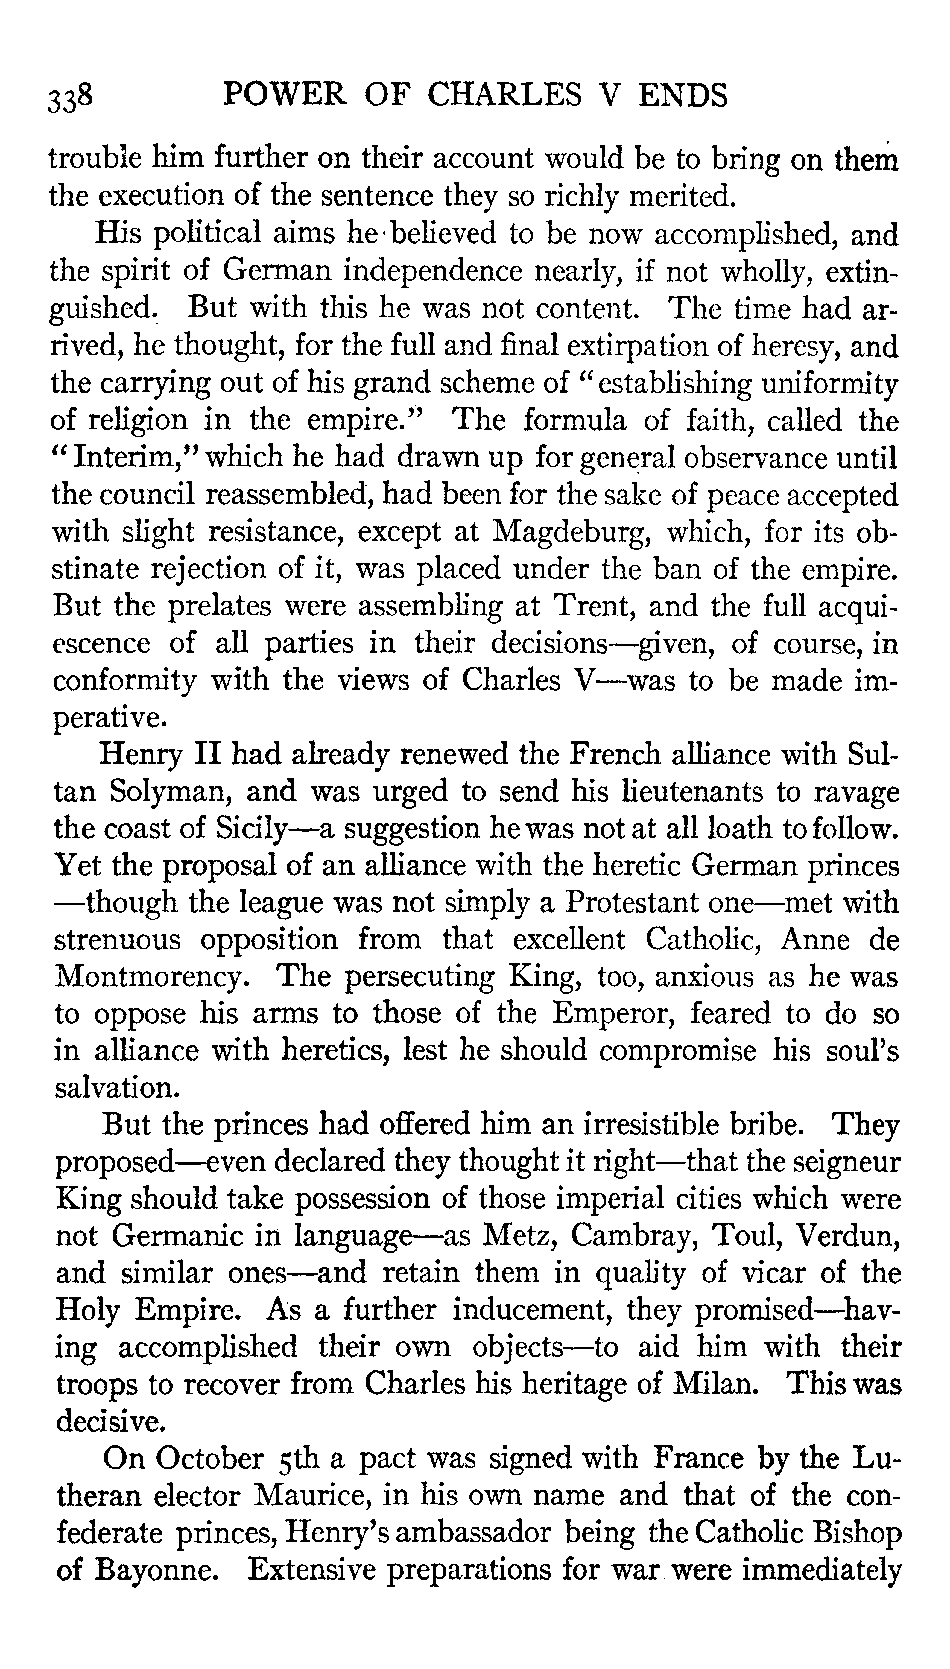 338 POWER OF CHARLES V ENDS
trouble him further on their account would be to bring on them
the execution of the sentence they so richly merited.
His political aims he believed to be now accomplished, and
the spirit of German independence nearly, if not wholly, extin-
guished. But with this he was not content. The time had ar-
rived, he thought, for the full and final extirpation of heresy, and
the carrying out of his grand scheme of "establishing uniformity
of religion in the empire." The formula of faith, called the
"Interim," which he had drawn up for general observance until
the council reassembled, had been for the sake of peace accepted
with slight resistance, except at Magdeburg, which, for its ob-
stinate rejection of it, was placed under the ban of the empire.
But the prelates were assembling at Trent, and the full acqui-
escence of all parties in their decisions—given, of course, in
conformity with the views of Charles V—was to be made im-
perative.
Henry II had already renewed the French alliance with Sul-
tan Solyman, and was urged to send his lieutenants to ravage
the coast of Sicily—a suggestion he was not at all loath to follow.
Yet the proposal of an alliance with the heretic German princes
—though the league was not simply a Protestant one—met with
strenuous opposition from that excellent Catholic, Anne de
Montmorency. The persecuting King, too, anxious as he was
to oppose his arms to those of the Emperor, feared to do so
in alliance with heretics, lest he should compromise his soul's
salvation.
But the princes had offered him an irresistible bribe. They
proposed—even declared they thought it right—that the seigneur
King should take possession of those imperial cities which were
not Germanic in language—as Metz, Cambray, Toul, Verdun,
and similar ones—and retain them in quality of vicar of the
Holy Empire. As a further inducement, they promised—hav-
ing accomplished their own objects—to aid him with their
troops to recover from Charles his heritage of Milan. This was
decisive.
On October 5th a pact was signed with France by the Lu-
theran elector Maurice, in his own name and that of the con-
federate princes, Henry's ambassador being the Catholic Bishop
of Bayonne. Extensive preparations for war were immediately